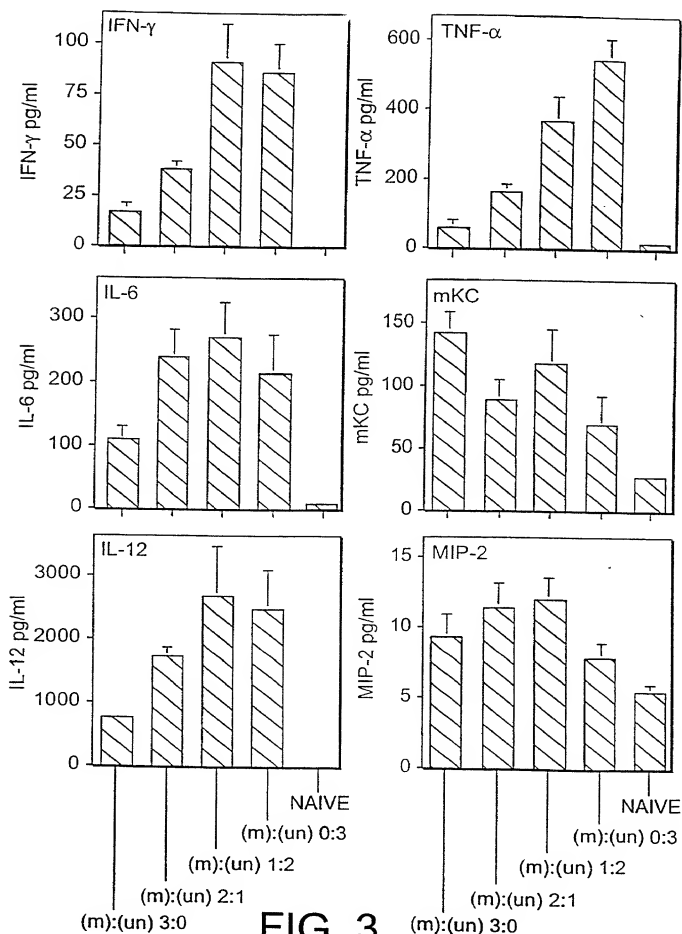 IFN-γ
100
75
50
25
0
IFN-γ pg/ml
TNF-α
600
400
200
0
TNF-α pg/ml
IL-6
300
200
100
0
IL-6 pg/ml
mKC
150
100
50
0
mKC pg/ml
IL-12
3000
2000
1000
0
IL-12 pg/ml
MIP-2
15
10
5
0
MIP-2 pg/ml
NAIVE
(m):(un) 0:3
(m):(un) 1:2
(m):(un) 2:1
(m):(un) 3:0
NAIVE
(m):(un) 0:3
(m):(un) 1:2
(m):(un) 2:1
(m):(un) 3:0
FIG. 3